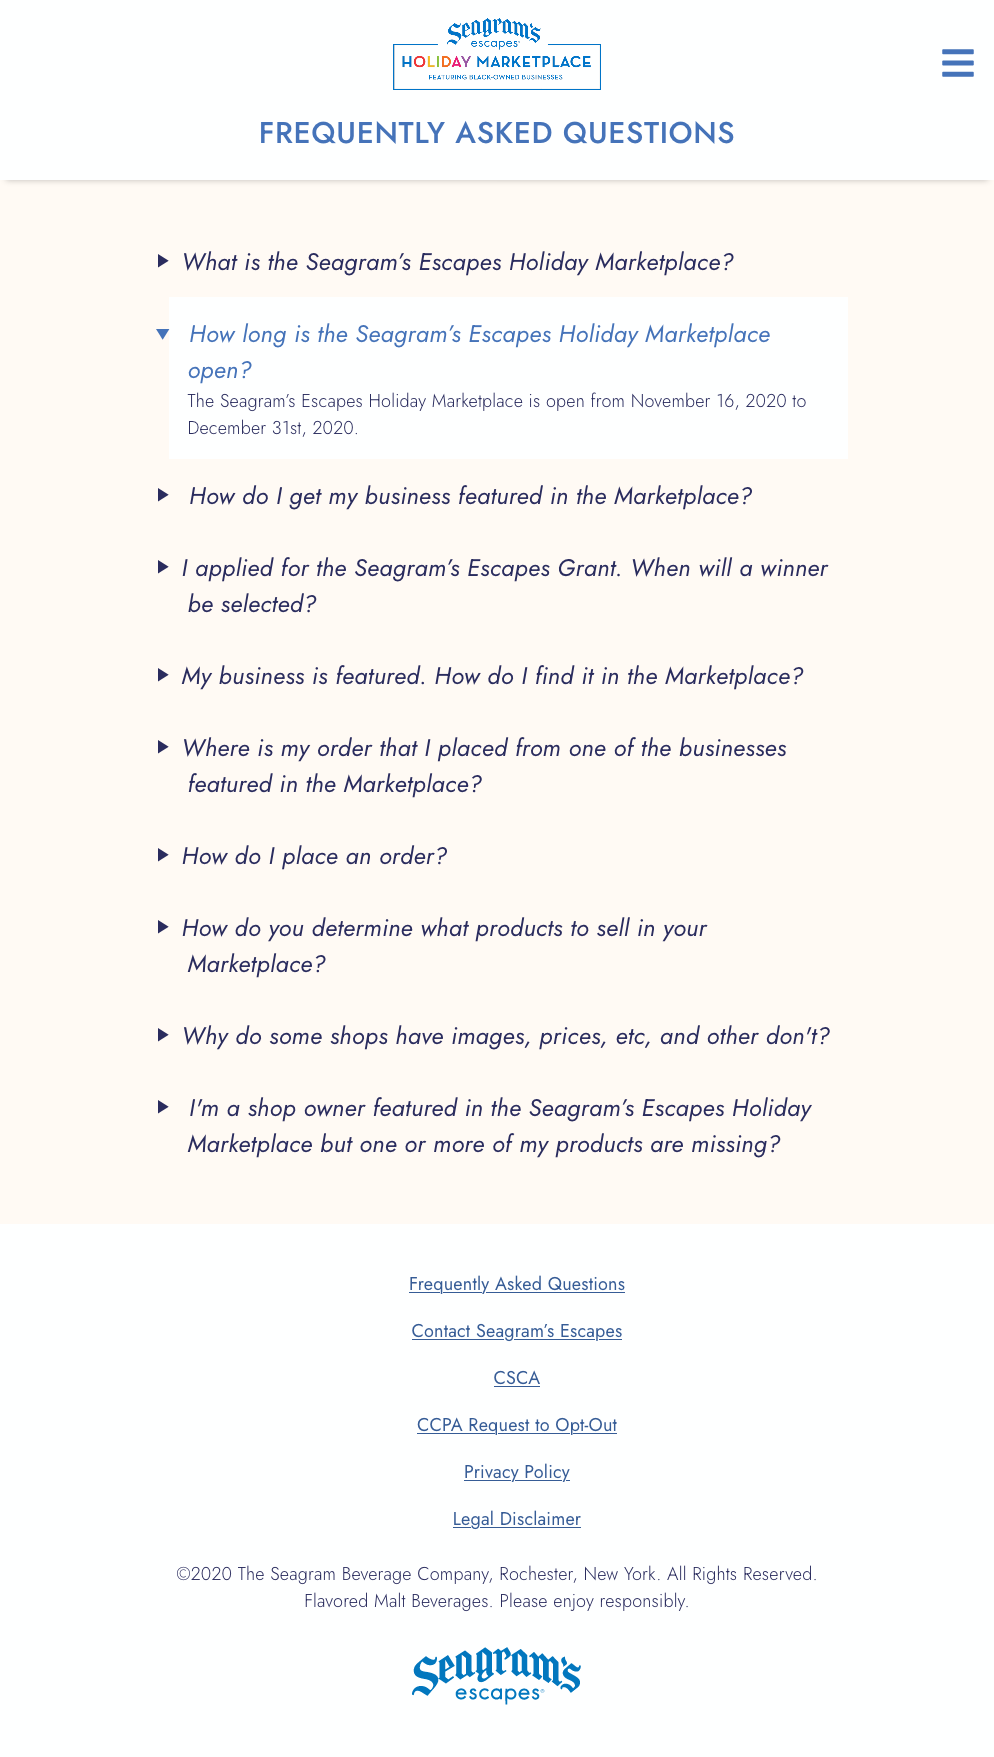 Seagram's
escapes
HOLIDAY MARKETPLACE
FEATURING BLACK-OWNED BUSINESSES
FREQUENTLY ASKED QUESTIONS
What is the Seagram’s Escapes Holiday Marketplace?
How long is the Seagram’s Escapes Holiday Marketplace
open?
The Seagram’s Escapes Holiday Marketplace is open from November 16, 2020 to
December 31st, 2020.
How do I get my business featured in the Marketplace?
I applied for the Seagram’s Escapes Grant. When will a winner
be selected?
My business is featured. How do I find it in the Marketplace?
Where is my order that I placed from one of the businesses
featured in the Marketplace?
How do I place an order?
How do you determine what products to sell in your
Marketplace?
Why do some shops have images, prices, etc, and other don't?
I'm a shop owner featured in the Seagram’s Escapes Holiday
Marketplace but one or more of my products are missing?
Frequently Asked Questions
Contact Seagram’s Escapes
CSCA
CCPA Request to Opt-Out
Privacy Policy
Legal Disclaimer
©2020 The Seagram Beverage Company, Rochester, New York. All Rights Reserved.
Flavored Malt Beverages. Please enjoy responsibly.
Seagram's
escapes®